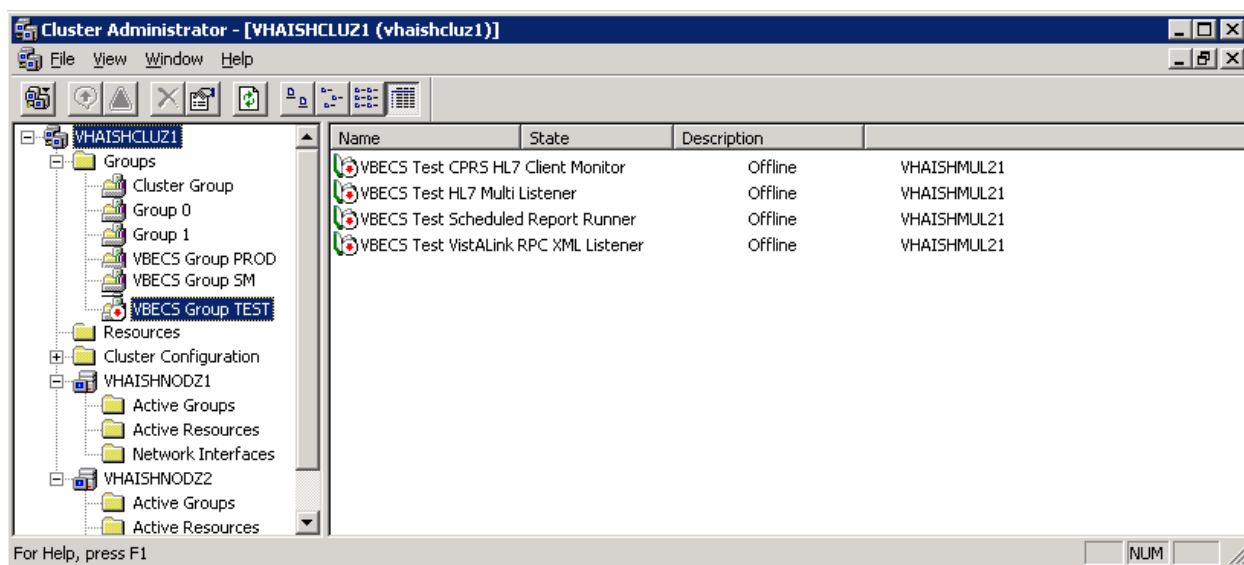 Cluster Administrator - [VHAISHCLUZ1 (vhaishcluz1)]
File View Window Help
VHAISHCLUZ1
Groups
Cluster Group
Group 0
Group 1
VBECS Group PROD
VBECS Group SM
VBECS Group TEST
Resources
Cluster Configuration
VHAISHNODZ1
Active Groups
Active Resources
Network Interfaces
VHAISHNODZ2
Active Groups
Active Resources
Name State Description
VBECS Test CPRS HL7 Client Monitor Offline VHAISHMUL21
VBECS Test HL7 Multi Listener Offline VHAISHMUL21
VBECS Test Scheduled Report Runner Offline VHAISHMUL21
VBECS Test VistALink RPC XML Listener Offline VHAISHMUL21
For Help, press F1 NUM